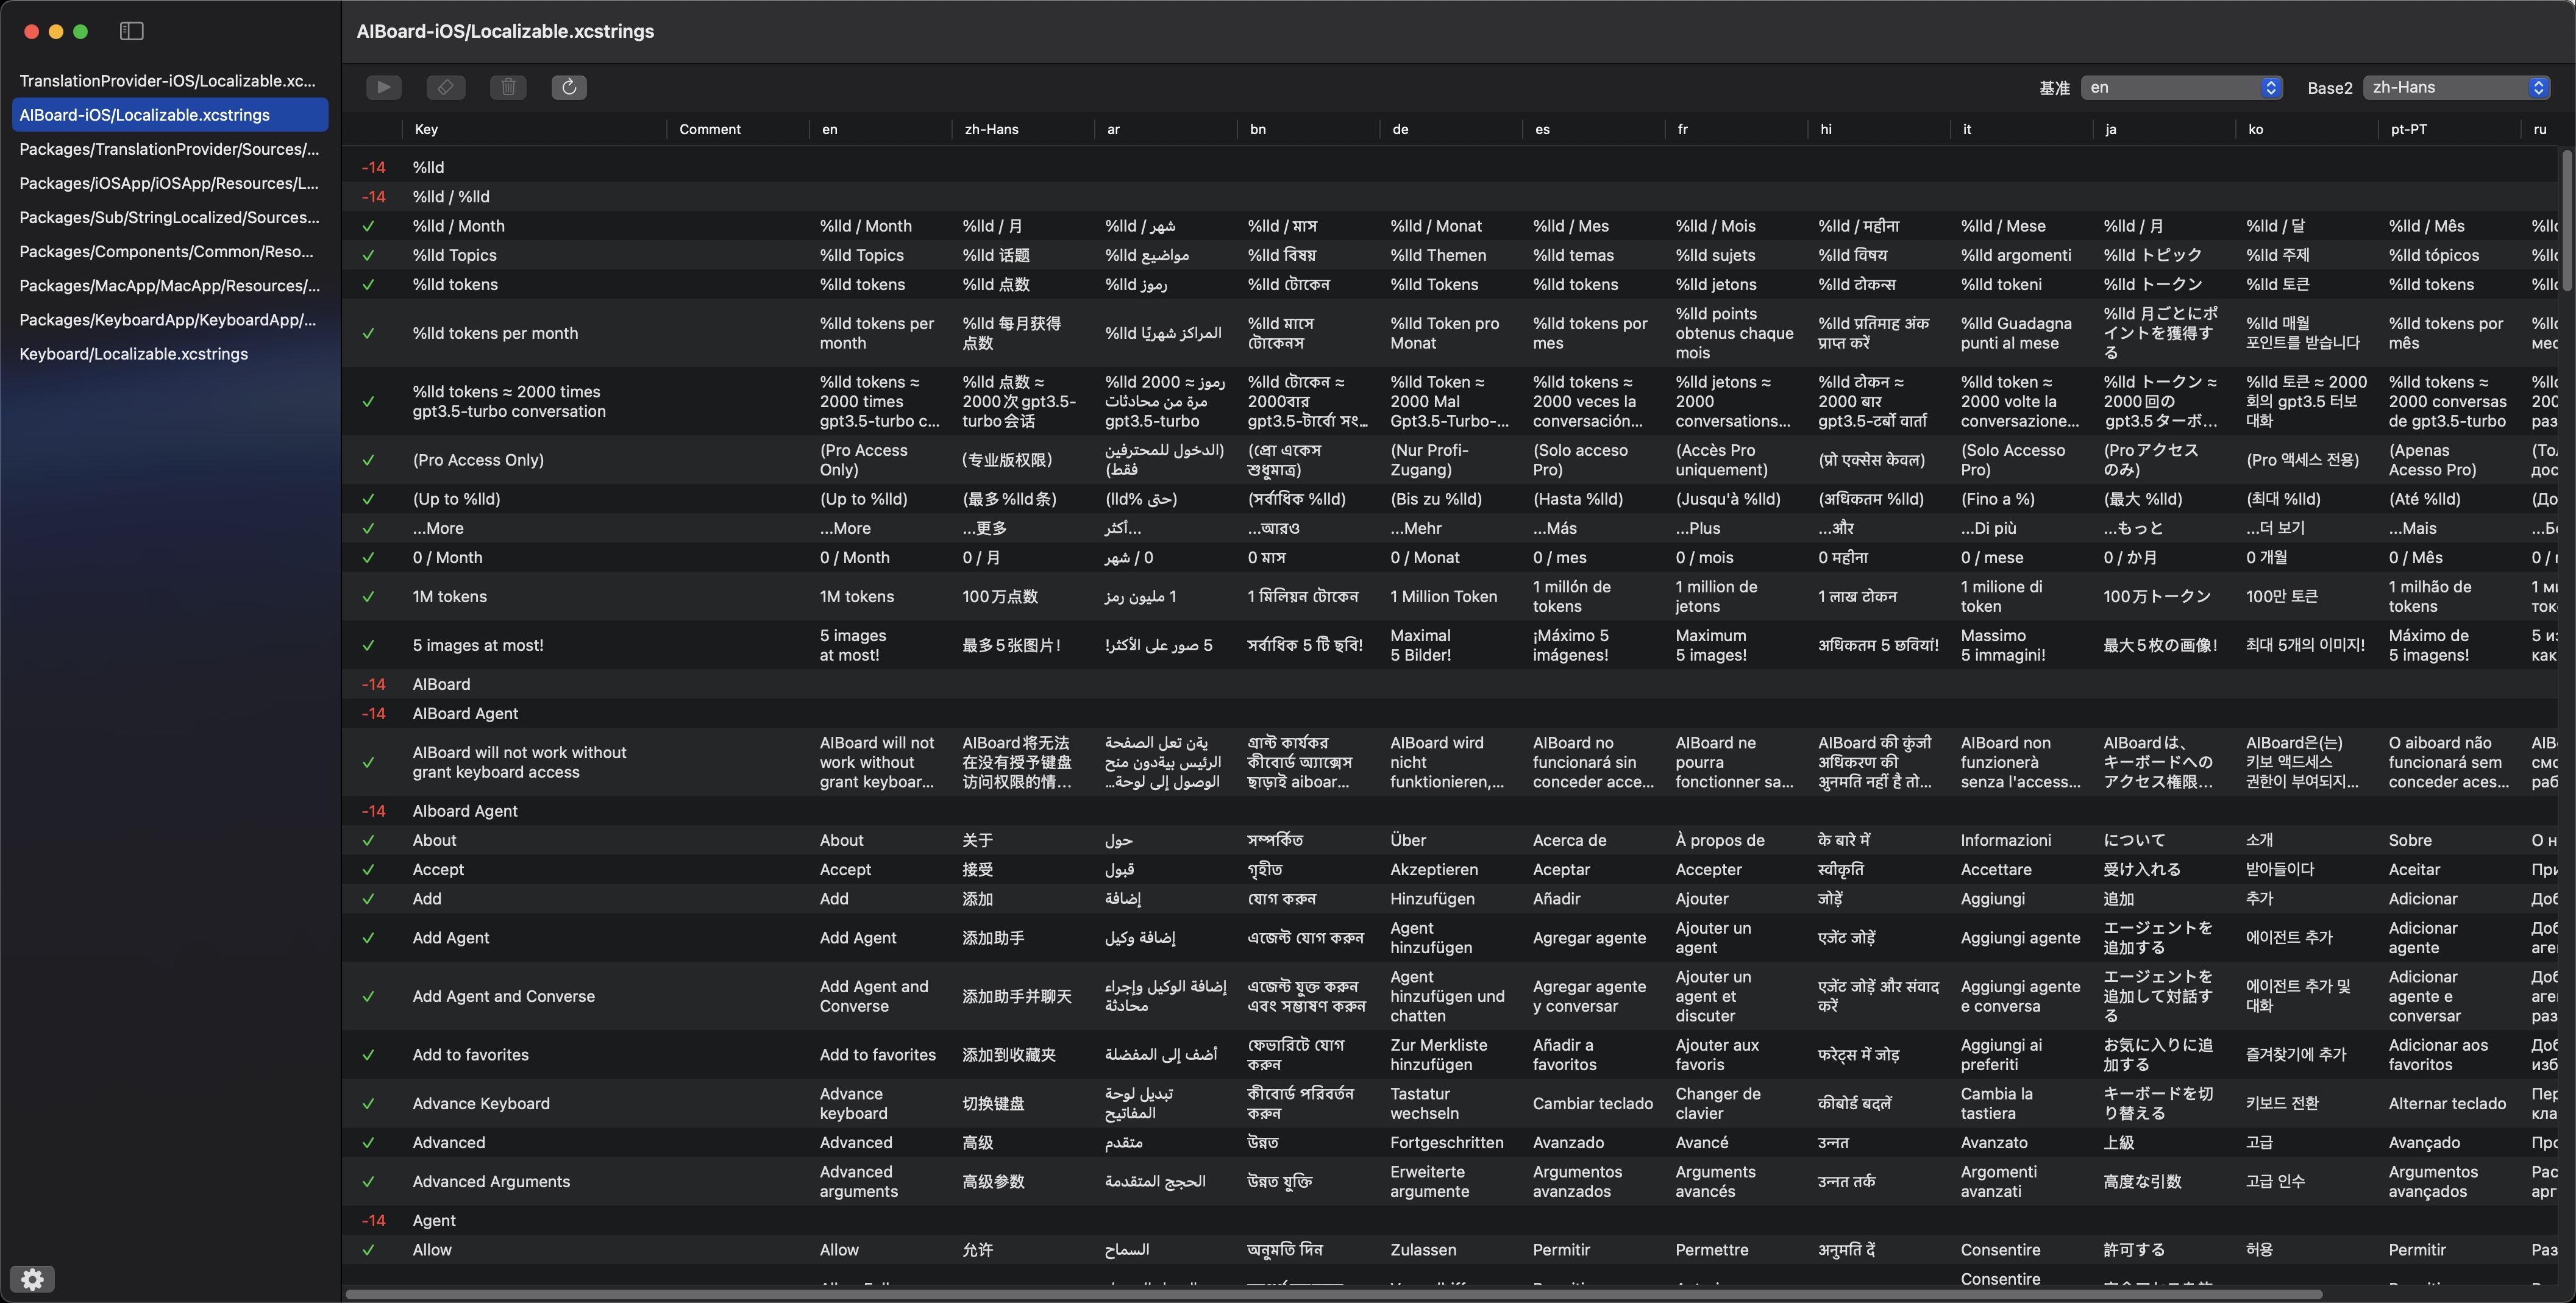 AIBoard-iOS/Localizable.xcstrings
TranslationProvider-iOS/Localizable.xc...
AIBoard-iOS/Localizable.xcstrings
Packages/TranslationProvider/Sources/...
Packages/iOSApp/iOSApp/Resources/L...
Packages/Sub/StringLocalized/Sources...
Packages/Components/Common/Reso...
Packages/MacApp/MacApp/Resources/...
Packages/KeyboardApp/KeyboardApp/...
Keyboard/Localizable.xcstrings
基准 en Base2 zh-Hans
Key Comment en zh-Hans ar bn de es fr hi it ja ko pt-PT ru
-14 %lld
-14 %lld / %lld
✓ %lld / Month %lld / Month %lld / 月 %lld / شهر %lld / মাস %lld / Monat %lld / Mes %lld / Mois %lld / महीना %lld / Mese %lld / 月 %lld / 달 %lld / Mês
✓ %lld Topics %lld Topics %lld 话题 %lld مواضيع %lld বিষয় %lld Themen %lld temas %lld sujets %lld विषय %lld argomenti %lld トピック %lld 주제 %lld tópicos
✓ %lld tokens %lld tokens %lld 点数 %lld رموز %lld টোকেন %lld Tokens %lld tokens %lld jetons %lld टोकन्स %lld tokeni %lld トークン %lld 토큰 %lld tokens
✓ %lld tokens per month %lld tokens per month %lld 每月获得点数 %lld المراكز شهريًا %lld মাসে টোকেনস %lld Token pro Monat %lld tokens por mes %lld points obtenus chaque mois %lld प्रतिमाह अंक प्राप्त करें %lld Guadagna punti al mese %lld 月ごとにポイントを獲得する %lld 매월 포인트를 받습니다 %lld tokens por mês
✓ %lld tokens ≈ 2000 times gpt3.5-turbo conversation %lld tokens ≈ 2000 times gpt3.5-turbo c... %lld 点数 ≈ 2000次gpt3.5-turbo会话 %lld رموز ≈ 2000 مرة من محادثات gpt3.5-turbo %lld টোকেন ≈ 2000বার gpt3.5-টার্বো সং... %lld Token ≈ 2000 Mal Gpt3.5-Turbo-... %lld tokens ≈ 2000 veces la conversación... %lld jetons ≈ 2000 conversations... %lld टोकन ≈ 2000 बार gpt3.5-टर्बो वार्ता %lld token ≈ 2000 volte la conversazione... %lld トークン ≈ 2000回の gpt3.5ターボ... %lld 토큰 ≈ 2000회의 gpt3.5 터보 대화 %lld tokens ≈ 2000 conversas de gpt3.5-turbo
✓ (Pro Access Only) (Pro Access Only) (专业版权限) (الدخول للمحترفين فقط) (প্রো একেস শুধুমাত্র) (Nur Profi-Zugang) (Solo acceso Pro) (Accès Pro uniquement) (प्रो एक्सेस केवल) (Solo Accesso Pro) (Proアクセスのみ) (Pro 액세스 전용) (Apenas Acesso Pro)
✓ (Up to %lld) (Up to %lld) (最多%lld条) (حتى %lld) (সর্বাধিক %lld) (Bis zu %lld) (Hasta %lld) (Jusqu'à %lld) (अधिकतम %lld) (Fino a %) (最大 %lld) (최대 %lld) (Até %lld)
✓ ...More ...More ...更多 ...أكثر ...আরও ...Mehr ...Más ...Plus ...और ...Di più ...もっと ...더 보기 ...Mais
✓ 0 / Month 0 / Month 0 / 月 0 / شهر 0 মাস 0 / Monat 0 / mes 0 / mois 0 महीना 0 / mese 0 / か月 0 개월 0 / Mês
✓ 1M tokens 1M tokens 100万点数 1 مليون رمز 1 মিলিয়ন টোকেন 1 Million Token 1 millón de tokens 1 million de jetons 1 लाख टोकन 1 milione di token 100万トークン 100만 토큰 1 milhão de tokens
✓ 5 images at most! 5 images at most! 最多5张图片! 5 صور على الأكثر! সর্বাধিক 5 টি ছবি! Maximal 5 Bilder! ¡Máximo 5 imágenes! Maximum 5 images! अधिकतम 5 छवियां! Massimo 5 immagini! 最大5枚の画像! 최대 5개의 이미지! Máximo de 5 imagens!
-14 AIBoard
-14 AIBoard Agent
✓ AIBoard will not work without grant keyboard access AIBoard will not work without grant keyboar... AIBoard将无法在没有授予键盘访问权限的情... يةن تعل الصفحة الرئيس بيةدون منح الوصول إلى لوحة... গ্রান্ট কার্যকর কীবোর্ড অ্যাক্সেস ছাড়াই aiboar... AIBoard wird nicht funktionieren,... AIBoard no funcionará sin conceder acce... AIBoard ne pourra fonctionner sa... AIBoard की कुंजी अधिकरण की अनुमति नहीं है तो... AIBoard non funzionerà senza l'access... AIBoardは、キーボードへのアクセス権限... AIBoard은(는) 키보 액드세스 권한이 부여되지... O aiboard não funcionará sem conceder aces...
-14 AIboard Agent
✓ About About 关于 حول সম্পর্কিত Über Acerca de À propos de के बारे में Informazioni について 소개 Sobre
✓ Accept Accept 接受 قبول গৃহীত Akzeptieren Aceptar Accepter स्वीकृति Accettare 受け入れる 받아들이다 Aceitar
✓ Add Add 添加 إضافة যোগ করুন Hinzufügen Añadir Ajouter जोड़ें Aggiungi 追加 추가 Adicionar
✓ Add Agent Add Agent 添加助手 إضافة وكيل এজেন্ট যোগ করুন Agent hinzufügen Agregar agente Ajouter un agent एजेंट जोड़ें Aggiungi agente エージェントを追加する 에이전트 추가 Adicionar agente
✓ Add Agent and Converse Add Agent and Converse 添加助手并聊天 إضافة الوكيل وإجراء محادثة এজেন্ট যুক্ত করুন এবং সম্ভাষণ করুন Agent hinzufügen und chatten Agregar agente y conversar Ajouter un agent et discuter एजेंट जोड़ें और संवाद करें Aggiungi agente e conversa エージェントを追加して対話する 에이전트 추가 및 대화 Adicionar agente e conversar
✓ Add to favorites Add to favorites 添加到收藏夹 أضف إلى المفضلة ফেভারিটে যোগ করুন Zur Merkliste hinzufügen Añadir a favoritos Ajouter aux favoris फरेट्स में जोड़ Aggiungi ai preferiti お気に入りに追加する 즐겨찾기에 추가 Adicionar aos favoritos
✓ Advance Keyboard Advance keyboard 切换键盘 تبديل لوحة المفاتيح কীবোর্ড পরিবর্তন করুন Tastatur wechseln Cambiar teclado Changer de clavier कीबोर्ड बदलें Cambia la tastiera キーボードを切り替える 키보드 전환 Alternar teclado
✓ Advanced Advanced 高级 متقدم উন্নত Fortgeschritten Avanzado Avancé उन्नत Avanzato 上級 고급 Avançado
✓ Advanced Arguments Advanced arguments 高级参数 الحجج المتقدمة উন্নত যুক্তি Erweiterte argumente Argumentos avanzados Arguments avancés उन्नत तर्क Argomenti avanzati 高度な引数 고급 인수 Argumentos avançados
-14 Agent
✓ Allow Allow 允许 السماح অনুমতি দিন Zulassen Permitir Permettre अनुमति दें Consentire 許可する 허용 Permitir
Consentire